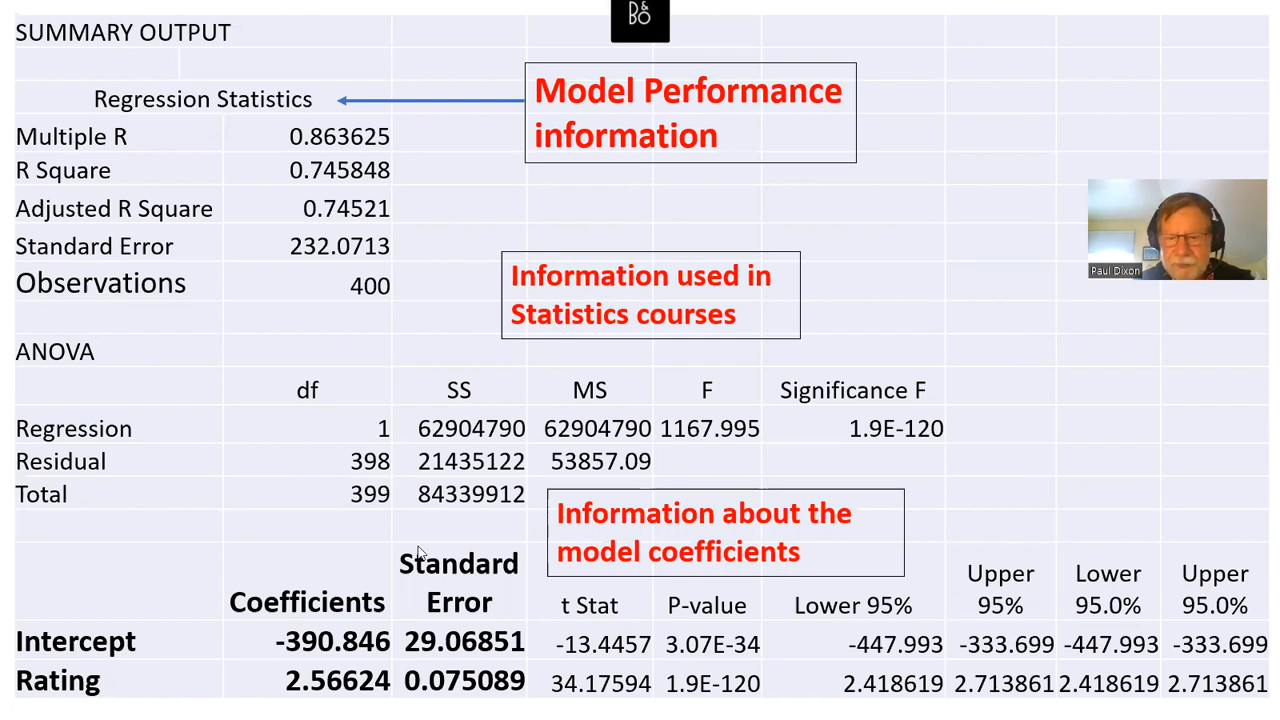 D&
BO
SUMMARY OUTPUT
Model Performance
information
Regression Statistics
Multiple R 0.863625
R Square 0.745848
Adjusted R Square 0.74521
Standard Error 232.0713
Observations 400
Paul Dixon
Information used in
Statistics courses
ANOVA
df SS MS F Significance F
Regression 1 62904790 62904790 1167.995 1.9E-120
Residual 398 21435122 53857.09
Total 399 84339912
Information about the
model coefficients
Coefficients Standard Error t Stat P-value Lower 95% Upper 95% Lower 95.0% Upper 95.0%
Intercept -390.846 29.06851 -13.4457 3.07E-34 -447.993 -333.699 -447.993 -333.699
Rating 2.56624 0.075089 34.17594 1.9E-120 2.418619 2.713861 2.418619 2.713861